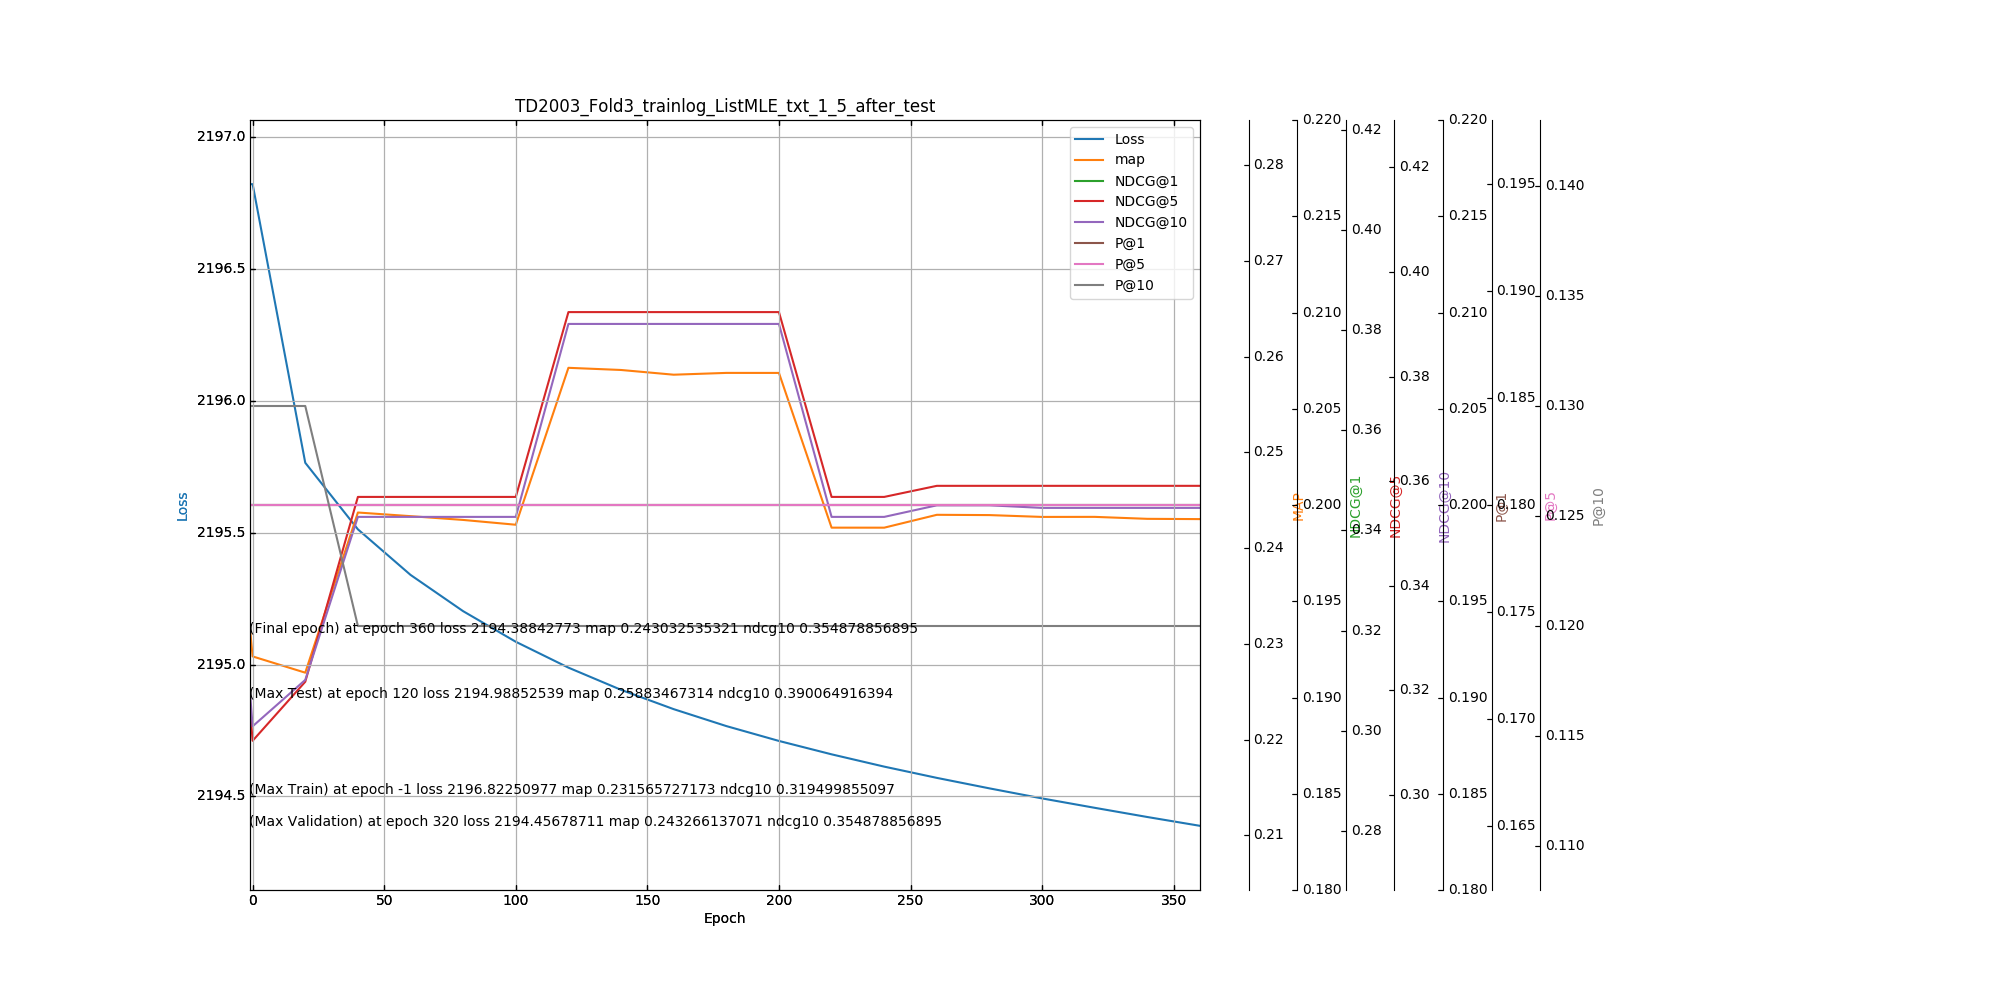 TD2003_Fold3_trainlog_ListMLE_txt_1_5_after_test
Loss
2197.0
2196.5
2196.0
2195.5
2195.0
2194.5
Loss
map
NDCG@1
NDCG@5
NDCG@10
P@1
P@5
P@10
(Final epoch) at epoch 360 loss 2194.38842773 map 0.243032535321 ndcg10 0.354878856895
(Max Test) at epoch 120 loss 2194.98852539 map 0.25883467314 ndcg10 0.390064916394
(Max Train) at epoch -1 loss 2196.82250977 map 0.231565727173 ndcg10 0.319499855097
(Max Validation) at epoch 320 loss 2194.45678711 map 0.243266137071 ndcg10 0.354878856895
0 50 100 150 200 250 300 350
Epoch
0.28
0.27
0.26
0.25
0.24
0.23
0.22
0.21
MAP
0.220
0.215
0.210
0.205
0.200
0.195
0.190
0.185
0.180
NDCG@1
0.42
0.40
0.38
0.36
0.34
0.32
0.30
0.28
NDCG@5
0.42
0.40
0.38
0.36
0.34
0.32
0.30
NDCG@10
0.220
0.215
0.210
0.205
0.200
0.195
0.190
0.185
0.180
P@1
0.195
0.190
0.185
0.180
0.175
0.170
0.165
P@5
0.140
0.135
0.130
0.125
0.120
0.115
0.110
P@10